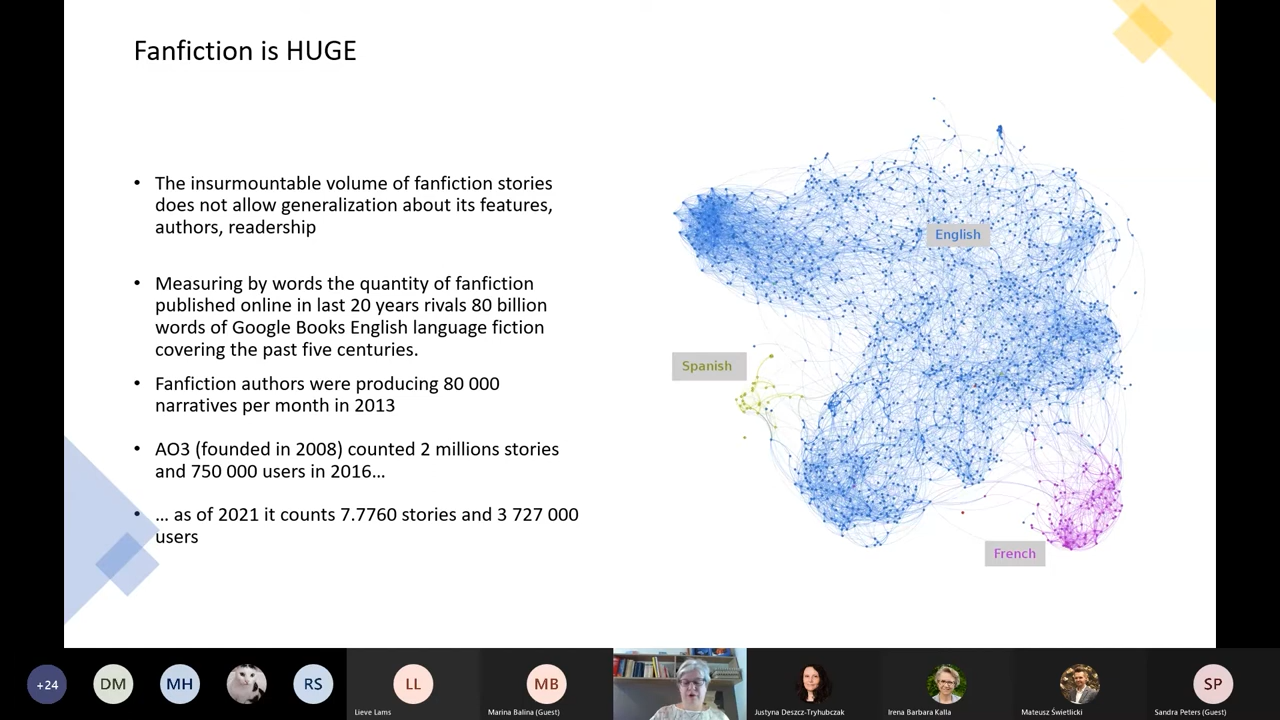 Fanfiction is HUGE
• The insurmountable volume of fanfiction stories
does not allow generalization about its features,
authors, readership
• Measuring by words the quantity of fanfiction
published online in last 20 years rivals 80 billion
words of Google Books English language fiction
covering the past five centuries.
• Fanfiction authors were producing 80 000
narratives per month in 2013
• AO3 (founded in 2008) counted 2 millions stories
and 750 000 users in 2016…
• … as of 2021 it counts 7.7760 stories and 3 727 000
users
English
Spanish
French
+24
DM
MH
RS
LL
Lieve Lams
MB
Marina Balina (Guest)
Justyna Deszcz-Tryhubczak
Irena Barbara Kalla
Mateusz Świetlicki
SP
Sandra Peters (Guest)